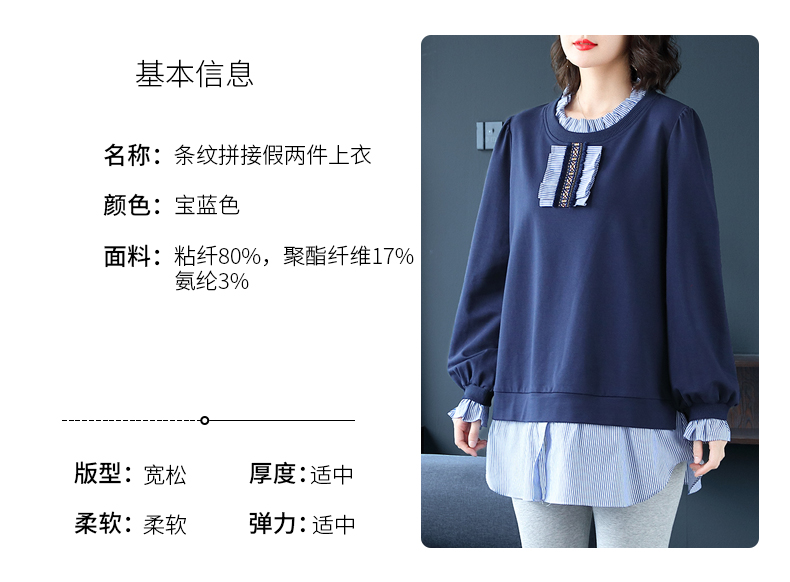 基本信息
名称：条纹拼接假两件上衣
颜色：宝蓝色
面料：粘纤80%，聚酯纤维17%
氨纶3%
版型：宽松 厚度：适中
柔软：柔软 弹力：适中